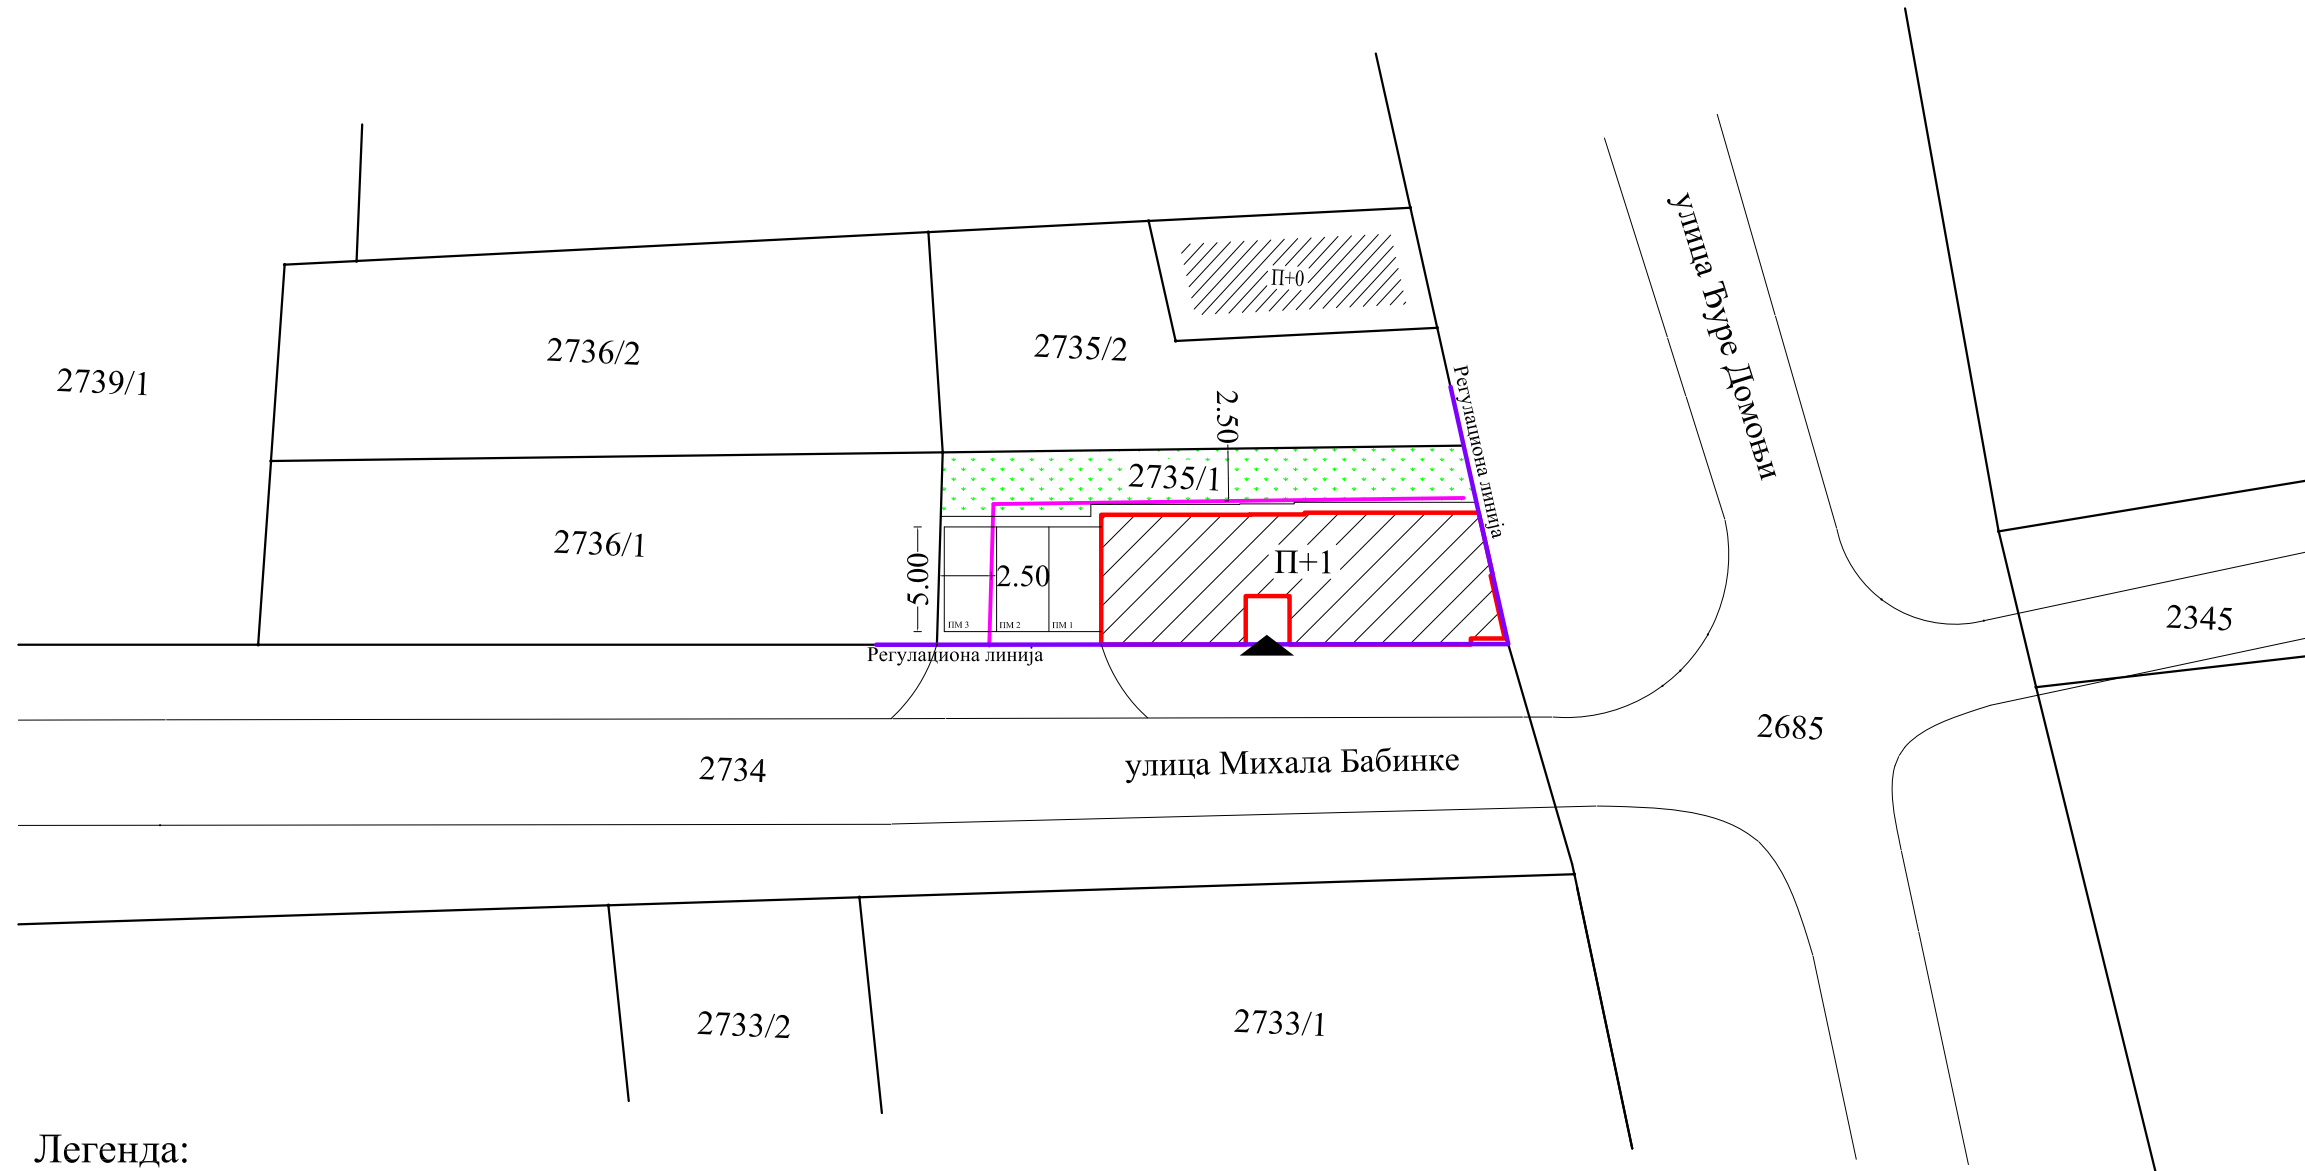 улица Ђуре Домоњи
П+0
2736/2
2735/2
2739/1
Регулациона линија
2.50
2735/1
2736/1
П+1
5.00
2.50
ПМ 3
ПМ 2
ПМ 1
2345
Регулациона линија
2685
2734
улица Михала Бабинке
2733/2
2733/1
Легенда: